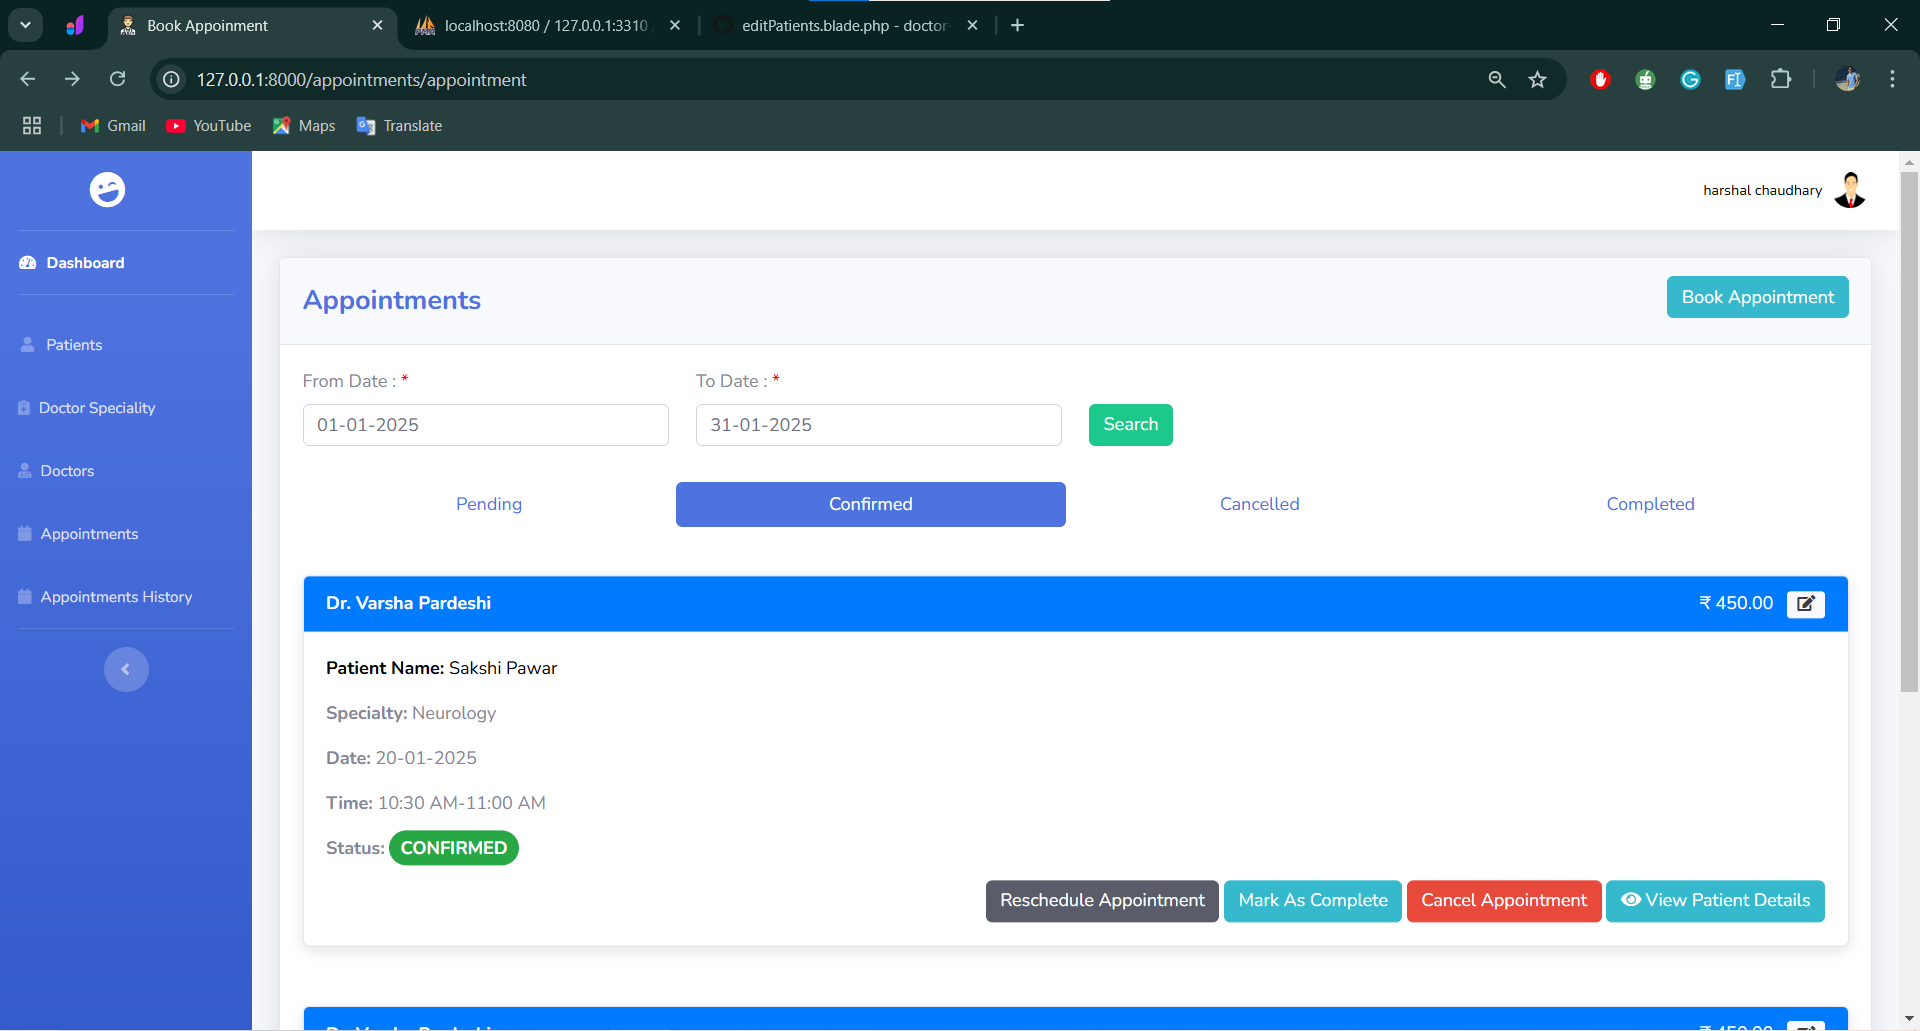 Book Appoinment
localhost:8080 / 127.0.0.1:3310
editPatients.blade.php - doctor-
127.0.0.1:8000/appointments/appointment
Gmail
YouTube
Maps
Translate
harshal chaudhary
Dashboard
Patients
Doctor Speciality
Doctors
Appointments
Appointments History
Appointments
Book Appointment
From Date : *
To Date : *
01-01-2025
31-01-2025
Search
Pending
Confirmed
Cancelled
Completed
Dr. Varsha Pardeshi
₹ 450.00
Patient Name: Sakshi Pawar
Specialty: Neurology
Date: 20-01-2025
Time: 10:30 AM-11:00 AM
Status: CONFIRMED
Reschedule Appointment
Mark As Complete
Cancel Appointment
View Patient Details